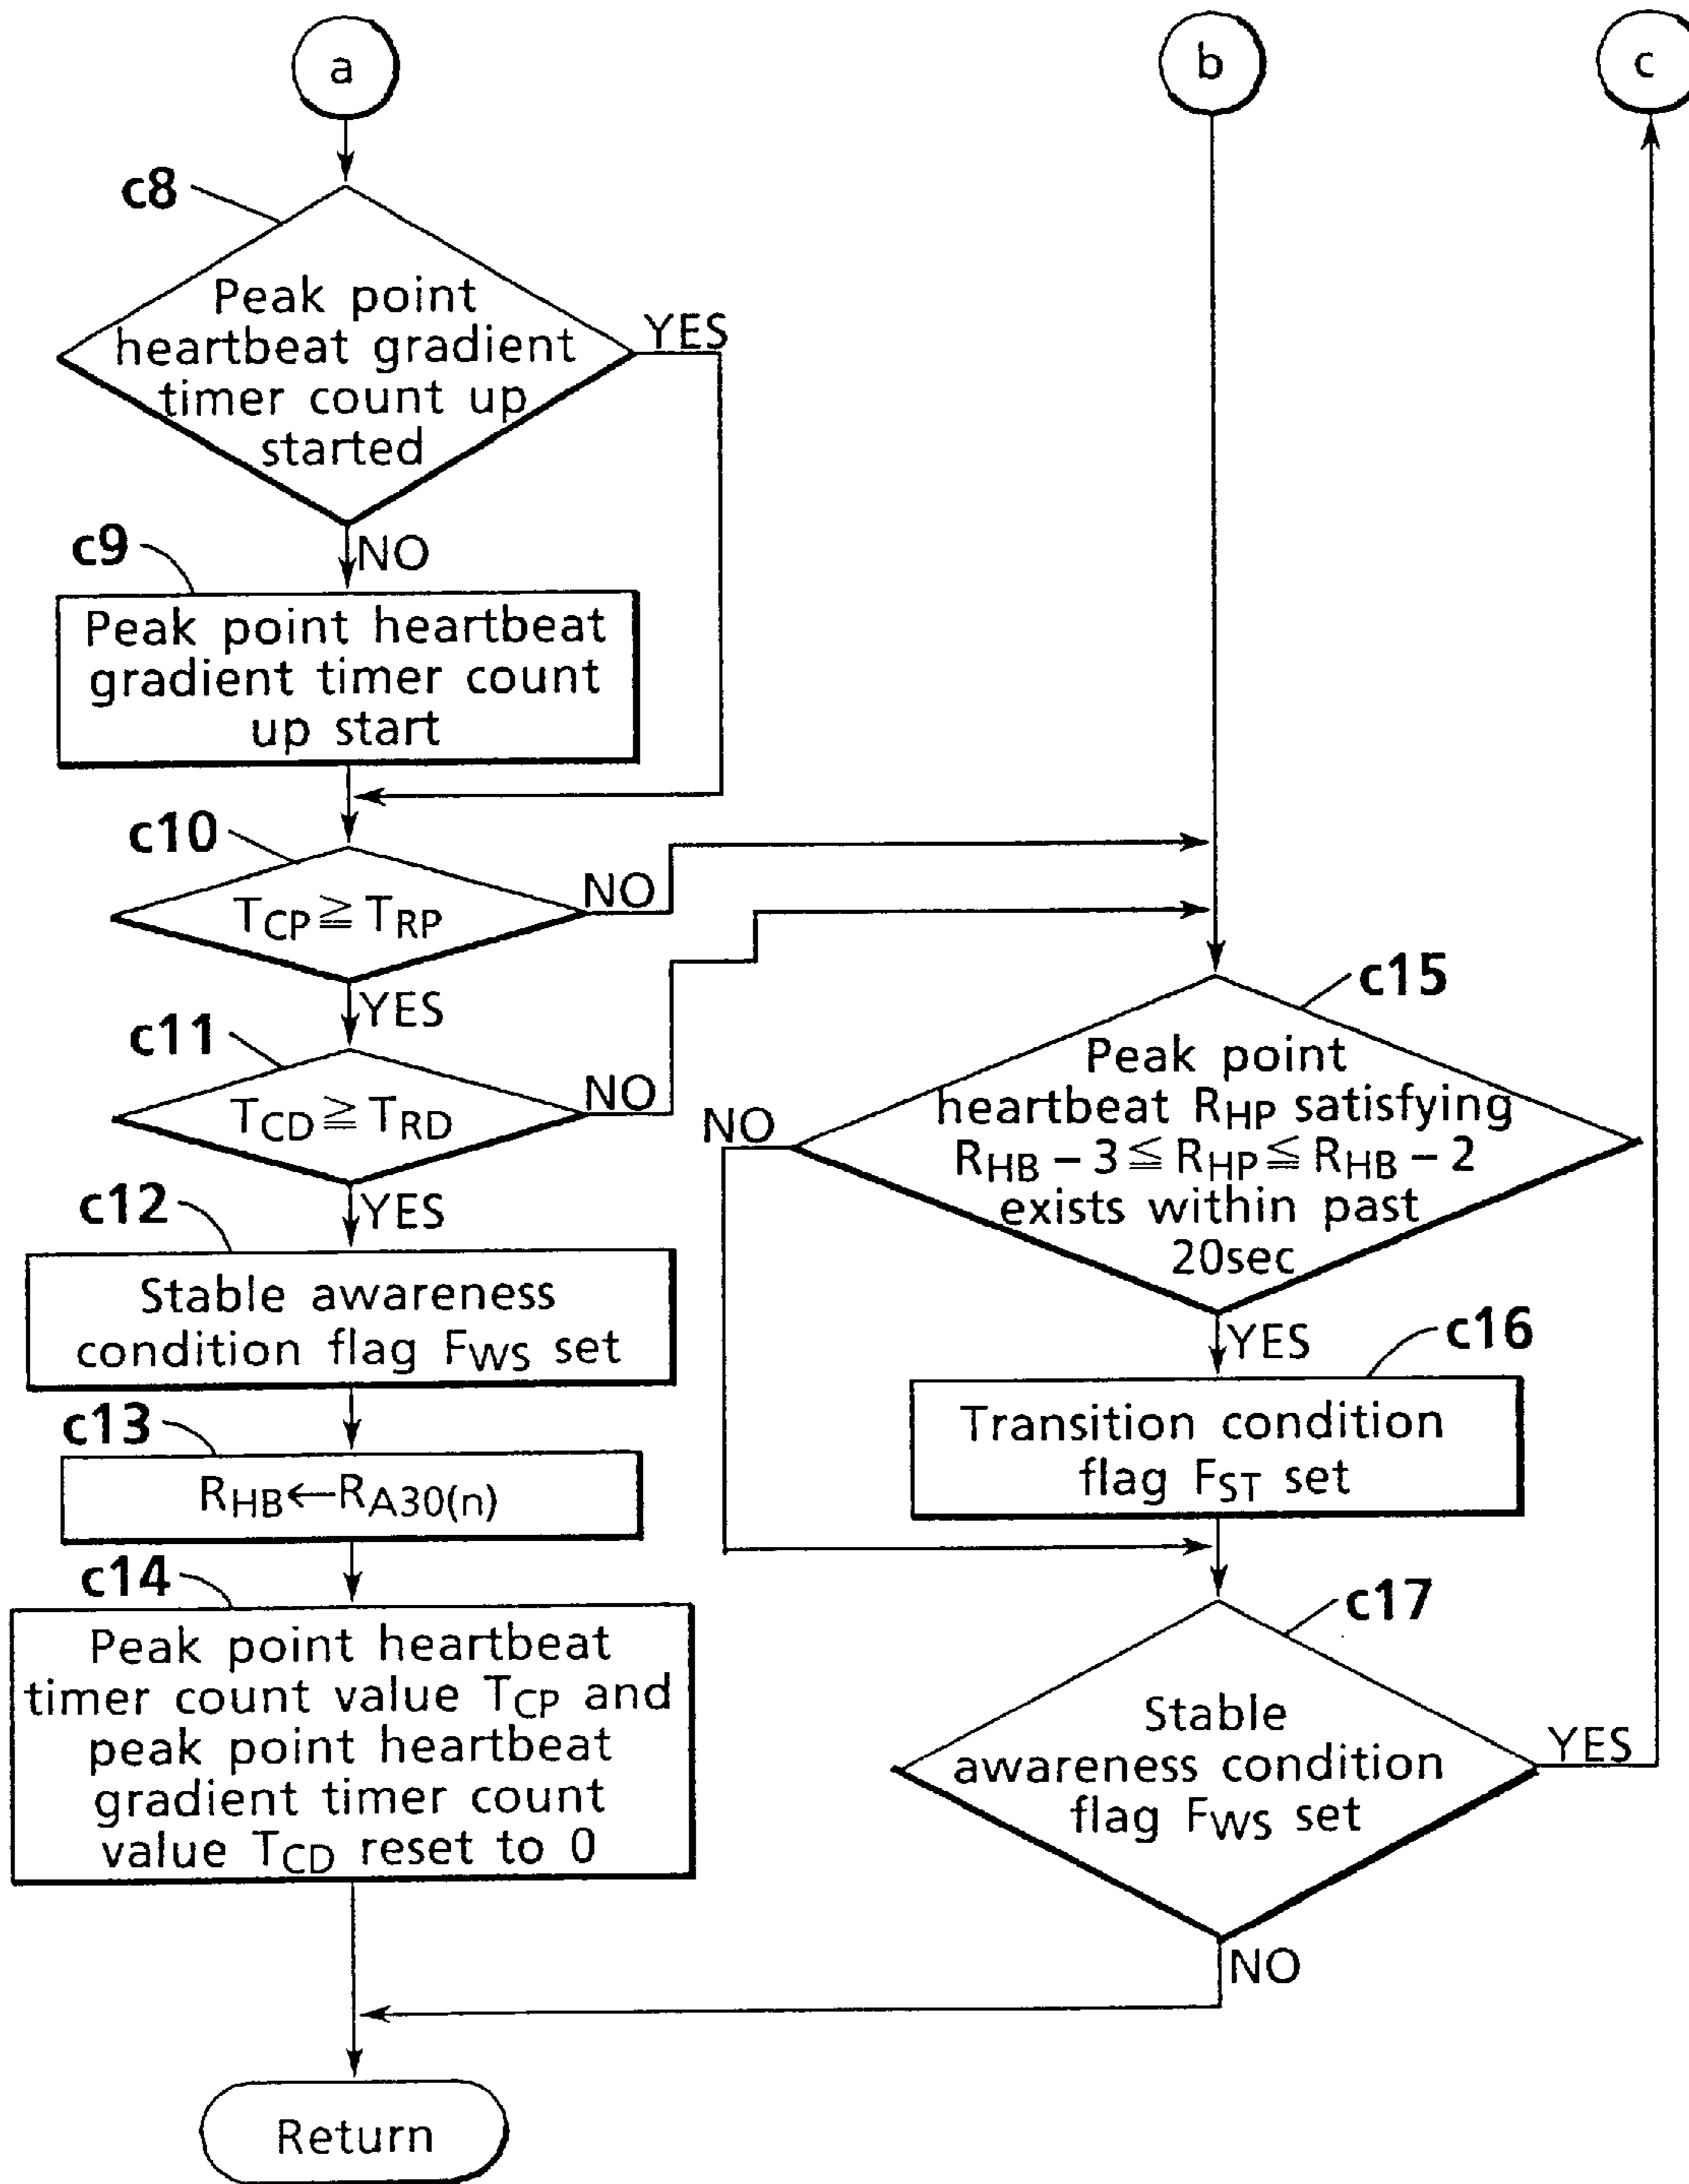 a
b
c
c8
Peak point
heartbeat gradient
timer count up
started
YES
NO
c9
Peak point heartbeat
gradient timer count
up start
c10
TCP ≧ TRP
NO
YES
c11
TCD ≧ TRD
NO
YES
c12
Stable awareness
condition flag FWS set
c13
RHB←RA30(n)
c14
Peak point heartbeat
timer count value TCP and
peak point heartbeat
gradient timer count
value TCD reset to 0
Return
c15
Peak point
heartbeat RHP satisfying
RHB − 3 ≦ RHP ≦ RHB − 2
exists within past
20sec
NO
YES
c16
Transition condition
flag FST set
c17
Stable
awareness condition
flag FWS set
YES
NO